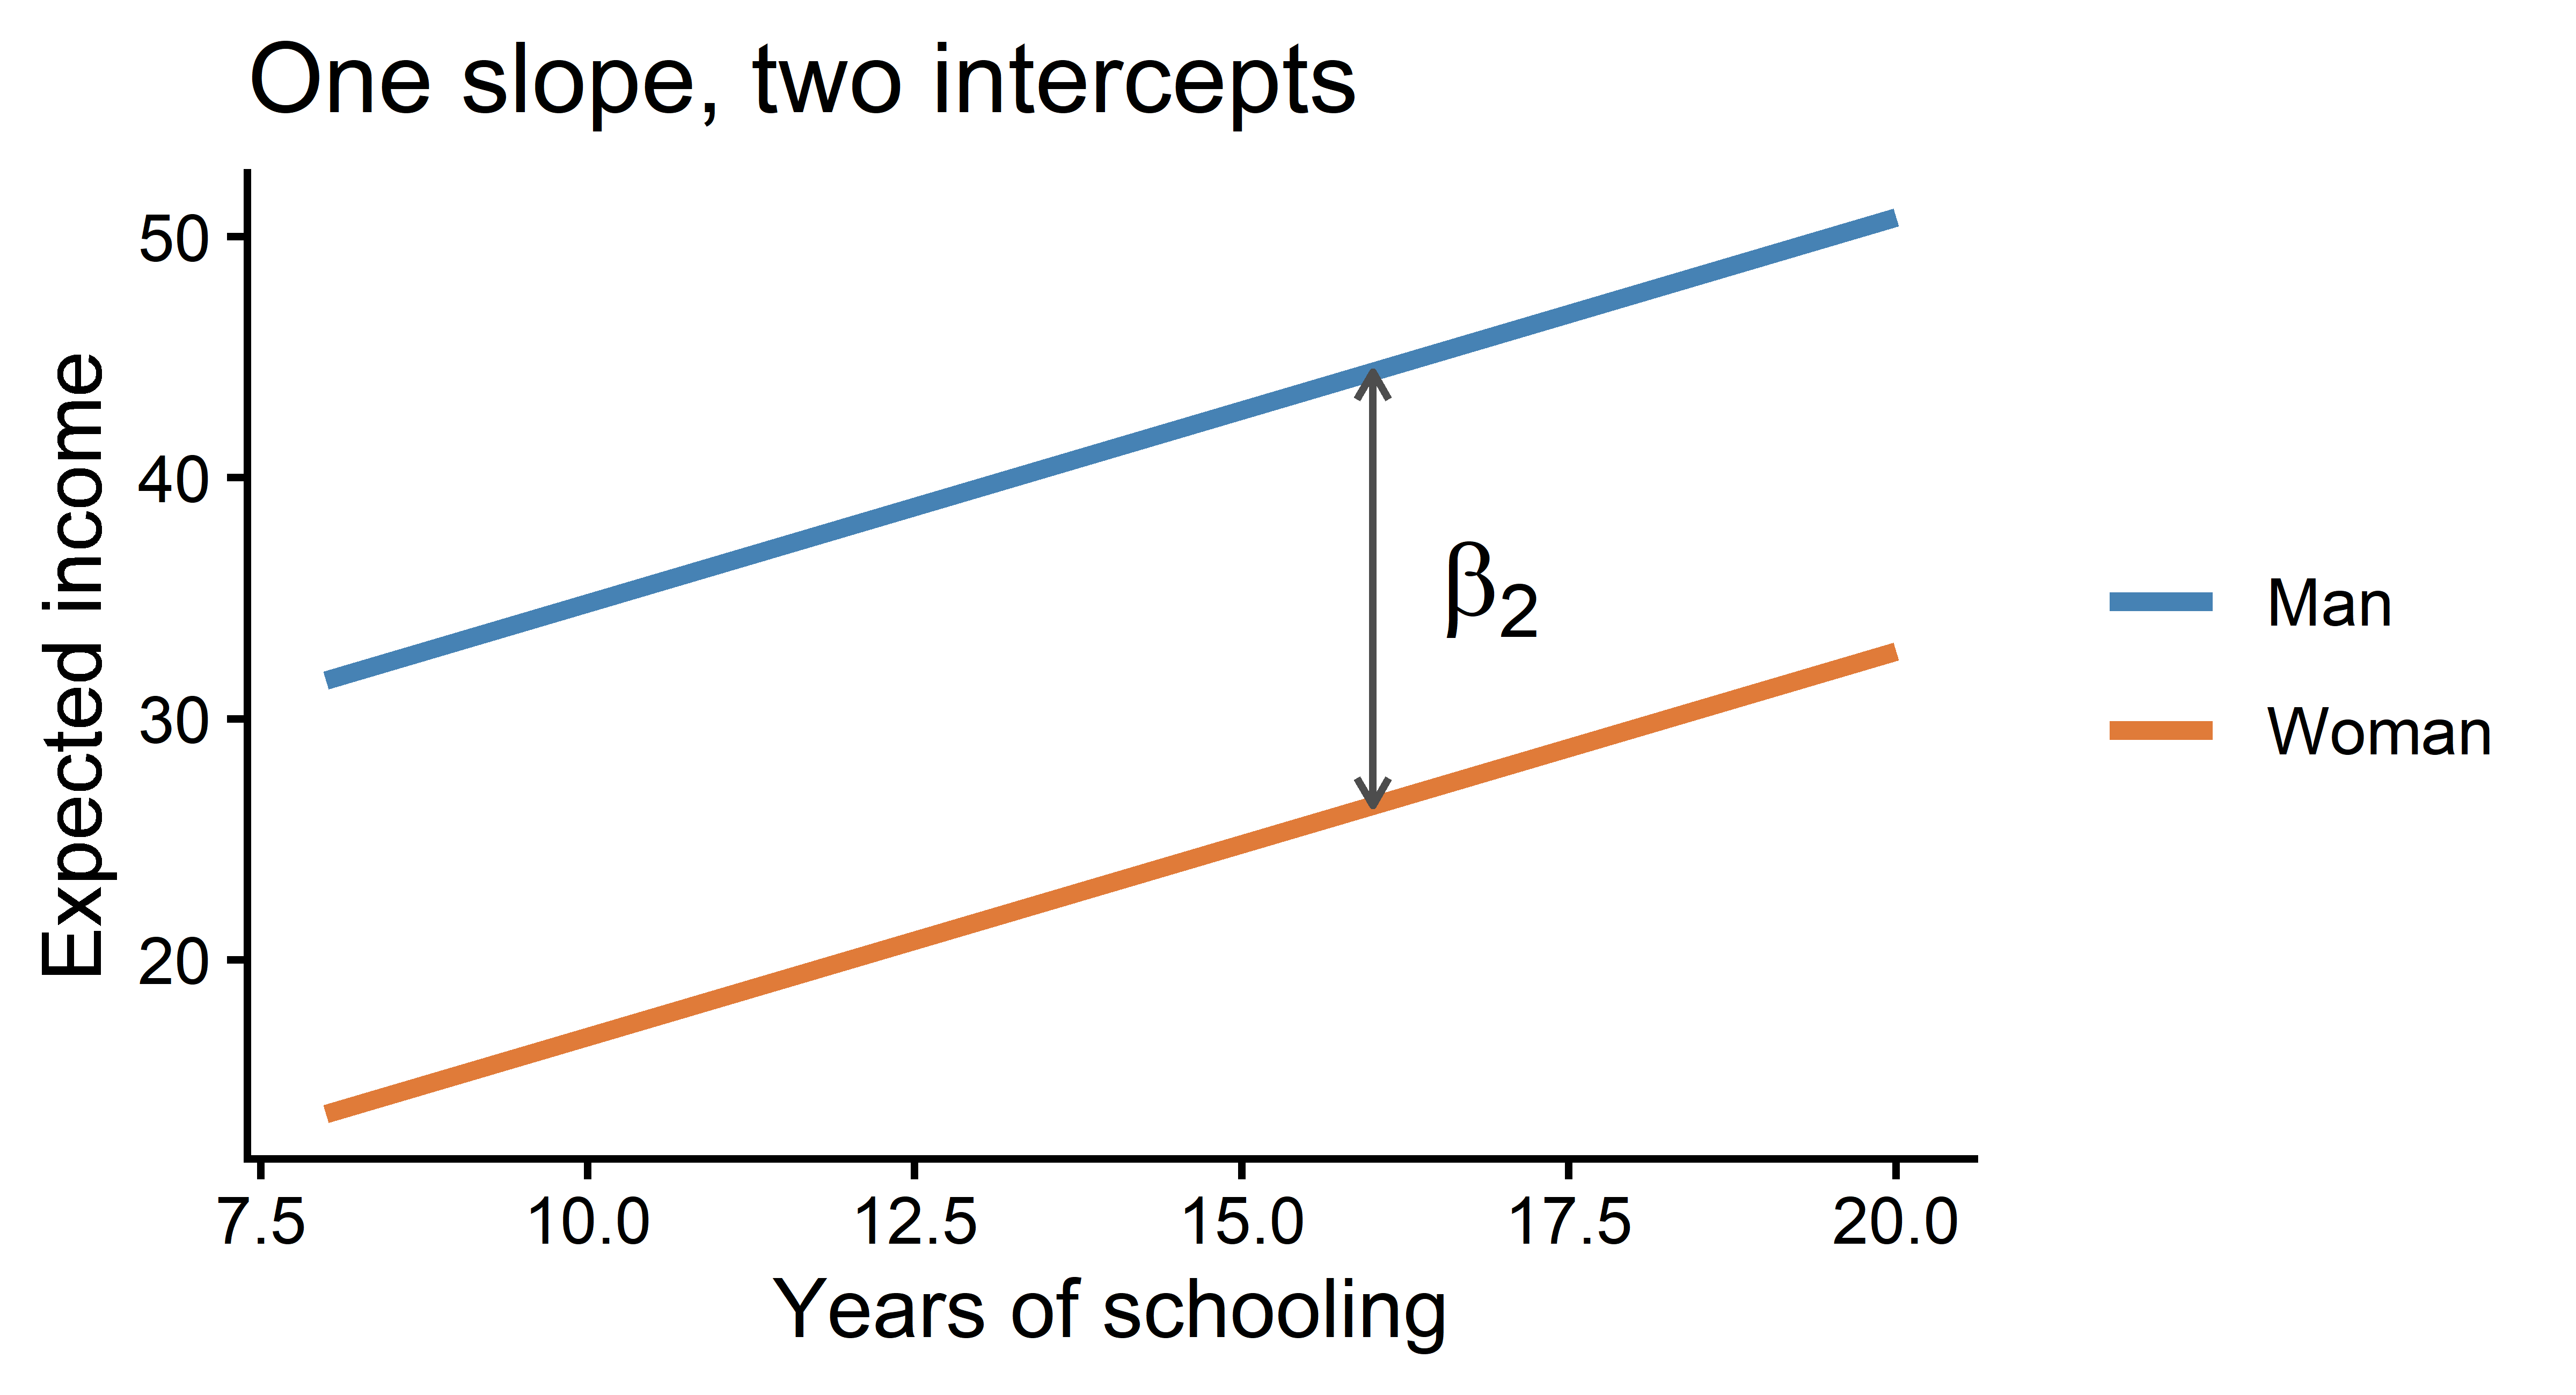 One slope, two intercepts
50
40
30
20
Expected income
β2
Man
Woman
7.5 10.0 12.5 15.0 17.5 20.0
Years of schooling